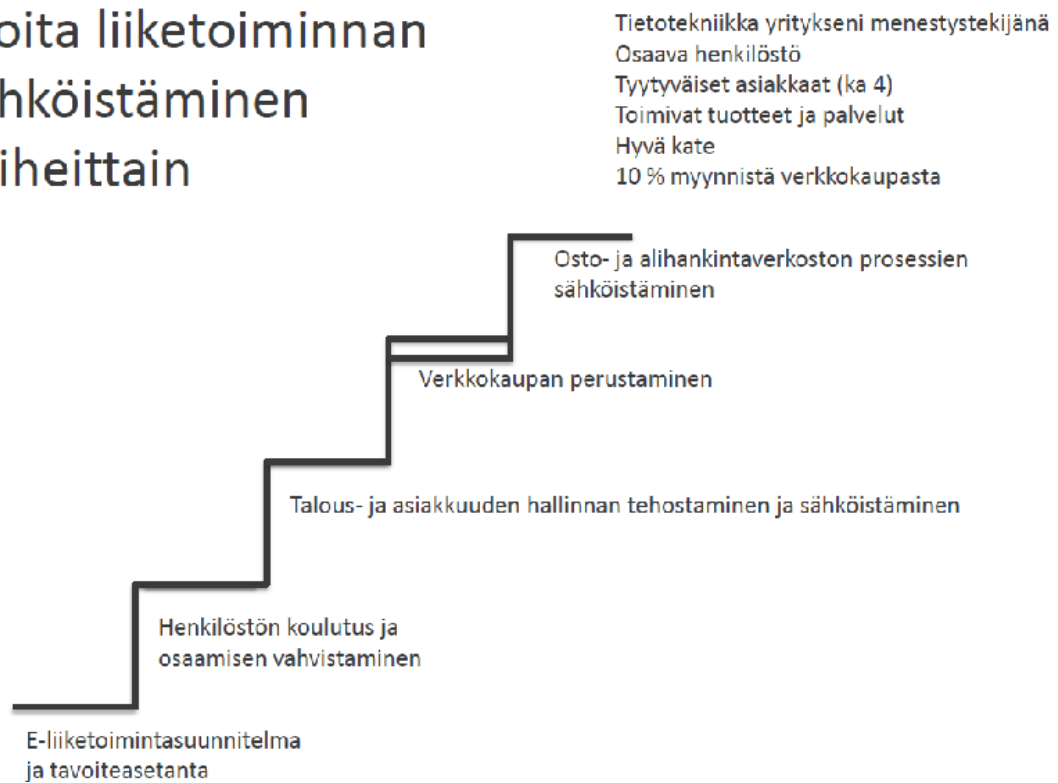 oita liiketoiminnan
hköistäminen
iheittain
Tietotekniikka yritykseni menestystekijänä
Osaava henkilöstö
Tyytyväiset asiakkaat (ka 4)
Toimivat tuotteet ja palvelut
Hyvä kate
10 % myynnistä verkkokaupasta
Osto- ja alihankintaverkoston prosessien
sähköistäminen
Verkkokaupan perustaminen
Talous- ja asiakkuuden hallinnan tehostaminen ja sähköistäminen
Henkilöstön koulutus ja
osaamisen vahvistaminen
E-liiketoimintasuunnitelma
ja tavoiteasetanta